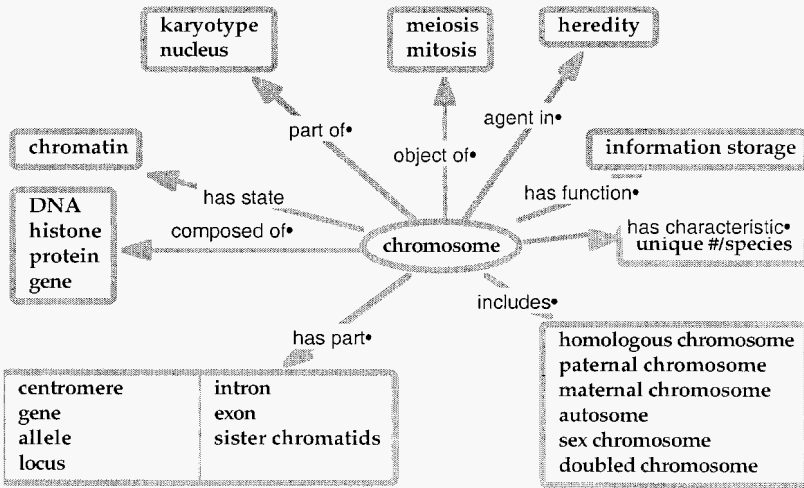 karyotype
nucleus
meiosis
mitosis
heredity
part of•
agent in•
object of•
chromatin
information storage
has state
has function•
DNA
histone
protein
gene
composed of•
chromosome
has characteristic•
unique #/species
includes•
has part•
centromere
gene
allele
locus
intron
exon
sister chromatids
homologous chromosome
paternal chromosome
maternal chromosome
autosome
sex chromosome
doubled chromosome